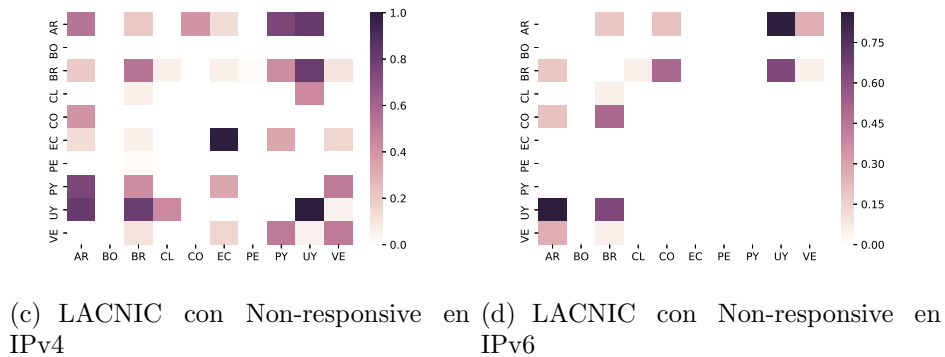 AR
BO
BR
CL
CO
EC
PE
PY
UY
VE
AR BO BR CL CO EC PE PY UY VE
1.0
0.8
0.6
0.4
0.2
0.0
AR
BO
BR
CL
CO
EC
PE
PY
UY
VE
AR BO BR CL CO EC PE PY UY VE
0.75
0.60
0.45
0.30
0.15
0.00
(c) LACNIC con Non-responsive en
IPv4
(d) LACNIC con Non-responsive en
IPv6